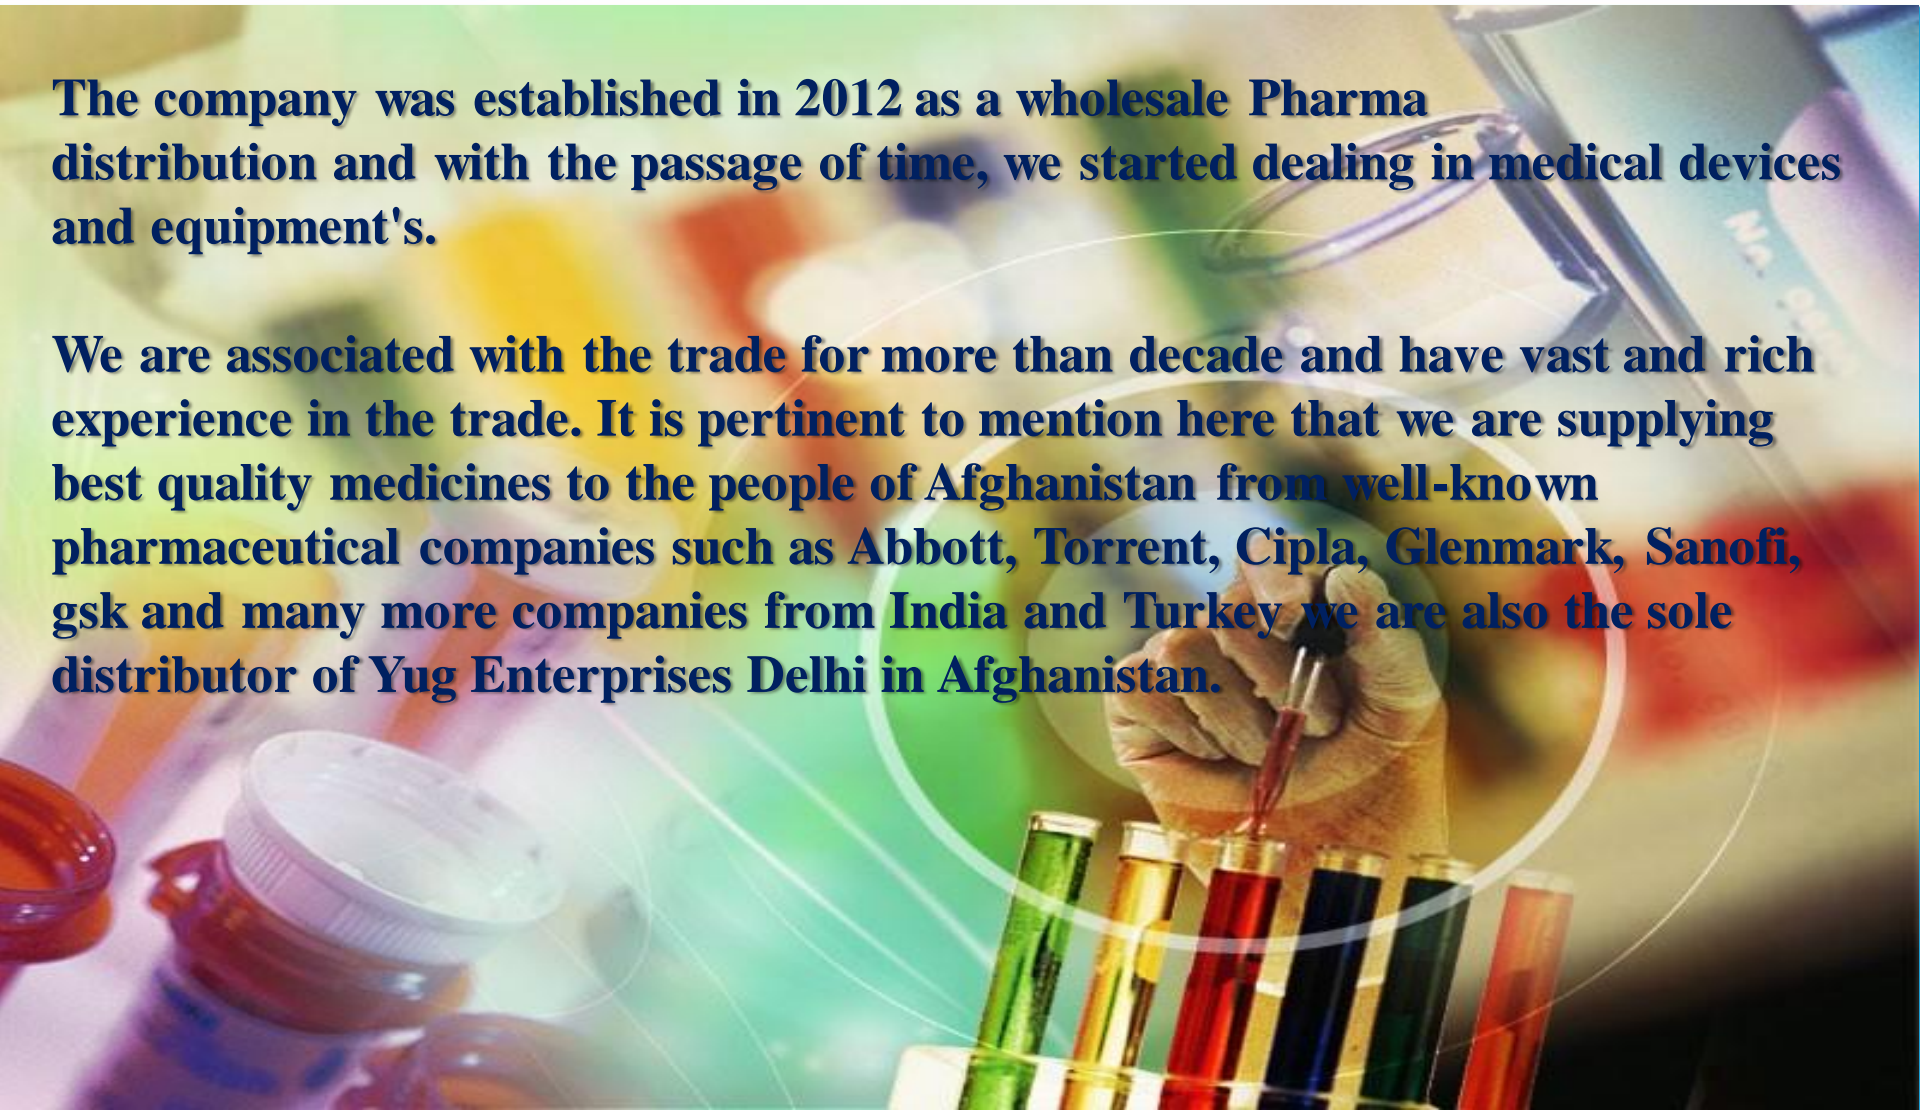 The company was established in 2012 as a wholesale Pharma
distribution and with the passage of time, we started dealing in medical devices
and equipment's.
We are associated with the trade for more than decade and have vast and rich
experience in the trade. It is pertinent to mention here that we are supplying
best quality medicines to the people of Afghanistan from well-known
pharmaceutical companies such as Abbott, Torrent, Cipla, Glenmark, Sanofi,
gsk and many more companies from India and Turkey we are also the sole
distributor of Yug Enterprises Delhi in Afghanistan.
No.